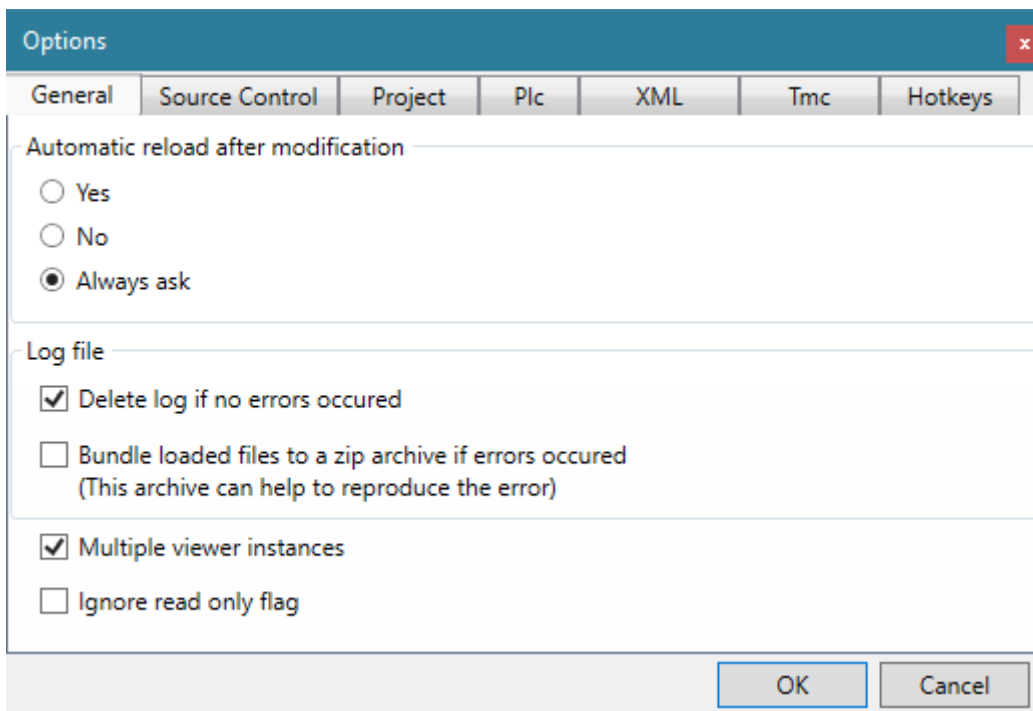 Options
x
General Source Control Project Plc XML Tmc Hotkeys
Automatic reload after modification
Yes
No
Always ask
Log file
Delete log if no errors occured
Bundle loaded files to a zip archive if errors occured
(This archive can help to reproduce the error)
Multiple viewer instances
Ignore read only flag
OK Cancel